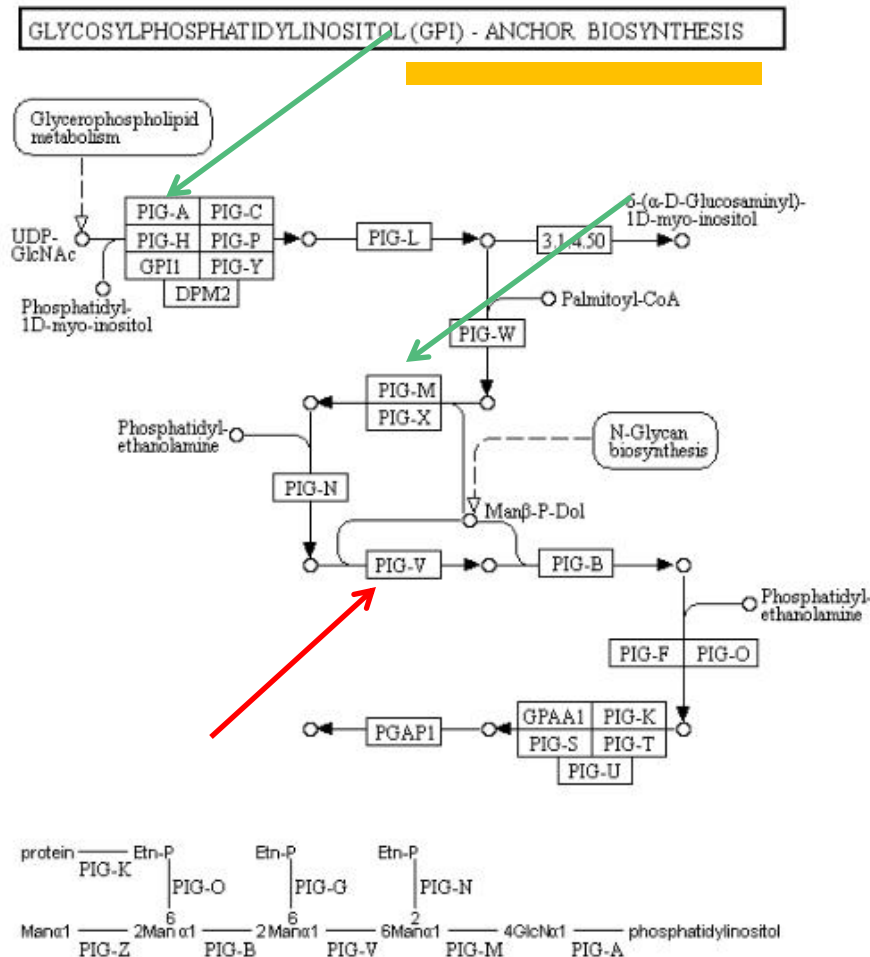 GLYCOSYLPHOSPHATIDYLINOSITOL (GPI) - ANCHOR BIOSYNTHESIS
Glycerophospholipid
metabolism
UDP-
GlcNAc
PIG-A PIG-C
PIG-H PIG-P
GPI1 PIG-Y
DPM2
Phosphatidyl-
1D-myo-inositol
PIG-L
3.1.4.50
6-(α-D-Glucosaminyl)-
1D-myo-inositol
Palmitoyl-CoA
PIG-W
PIG-M
PIG-X
Phosphatidyl-
ethanolamine
N-Glycan
biosynthesis
PIG-N
Manβ-P-Dol
PIG-V
PIG-B
Phosphatidyl-
ethanolamine
PIG-F PIG-O
GPAA1 PIG-K
PIG-S PIG-T
PIG-U
PGAP1
protein Etn-P Etn-P Etn-P
PIG-K
PIG-O PIG-G PIG-N
6 6 2
Manα1 2Manα1 2Manα1 6Manα1 4GlcNα1 phosphatidylinositol
PIG-Z PIG-B PIG-V PIG-M PIG-A